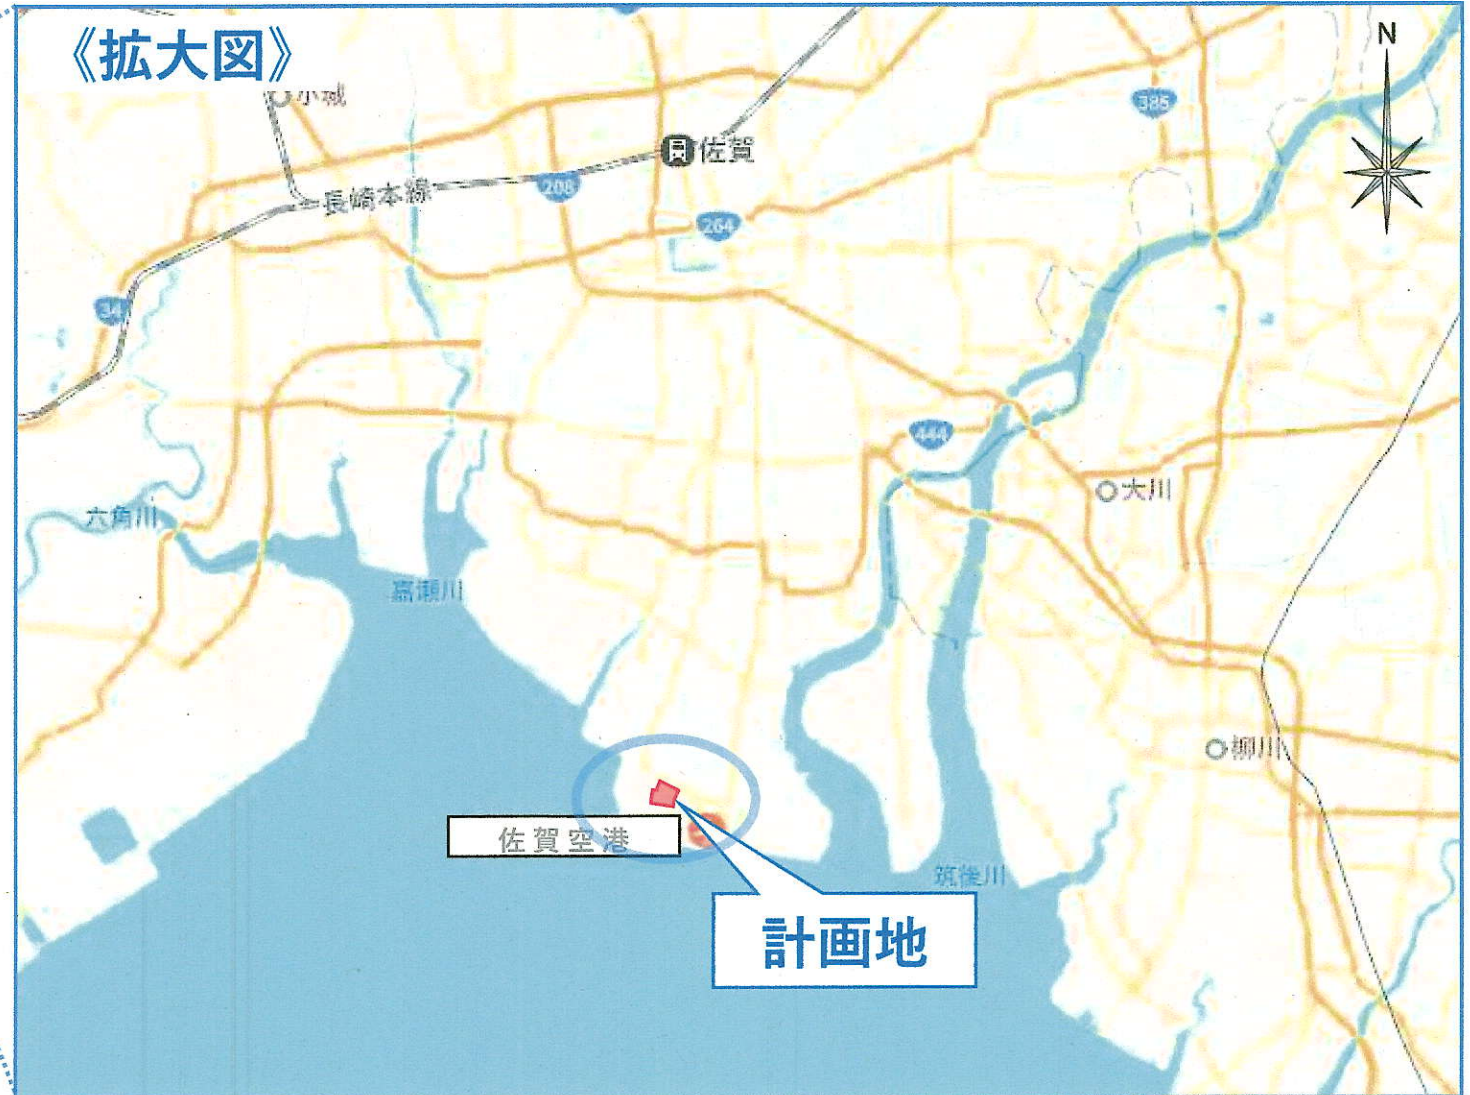 《拡大図》
N
小城
385
佐賀
長崎本線
208
264
34
444
大川
六角川
嘉瀬川
柳川
佐賀空港
筑後川
計画地